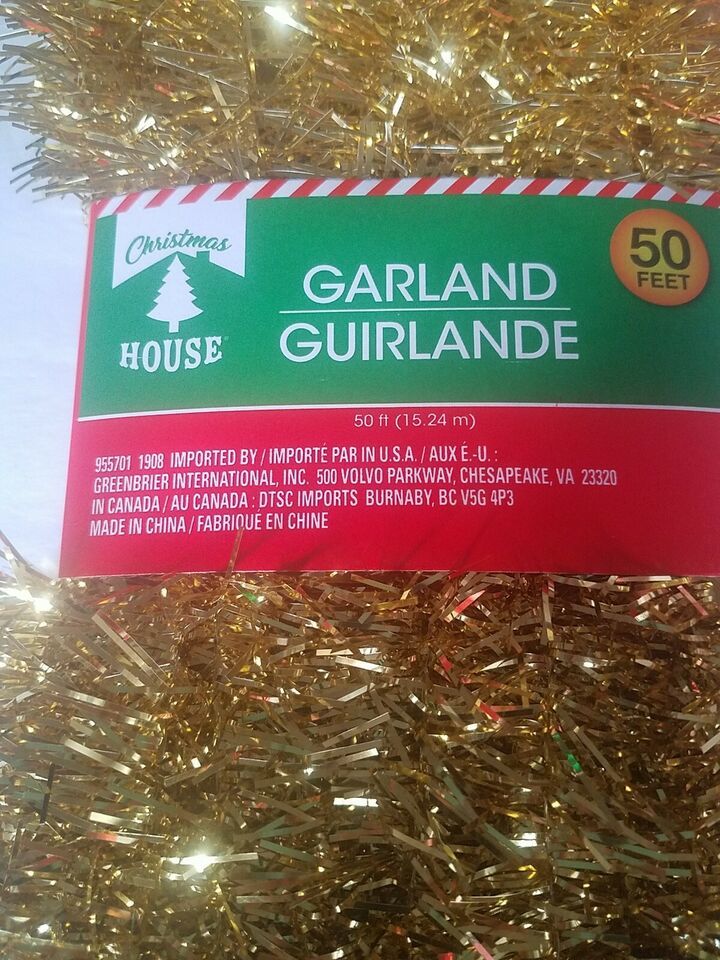 Christmas
HOUSE
GARLAND
GUIRLANDE
50
FEET
50 ft (15.24 m)
955701 1908 IMPORTED BY / IMPORTÉ PAR IN U.S.A. / AUX É.-U. :
GREENBRIER INTERNATIONAL, INC. 500 VOLVO PARKWAY, CHESAPEAKE, VA 23320
IN CANADA / AU CANADA : DTSC IMPORTS BURNABY, BC V5G 4P3
MADE IN CHINA / FABRIQUÉ EN CHINE